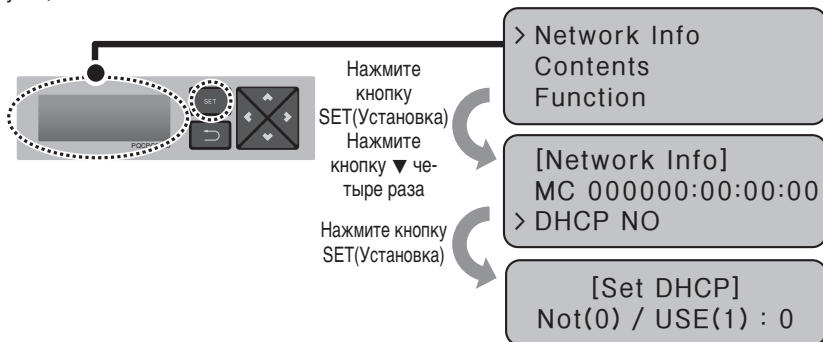 > Network Info
Contents
Function
Нажмите
кнопку
SET(Установка)
Нажмите
кнопку ▼ че-
тыре раза
SET
[Network Info]
MC 000000:00:00:00
> DHCP NO
Нажмите кнопку
SET(Установка)
[Set DHCP]
Not(0) / USE(1) : 0